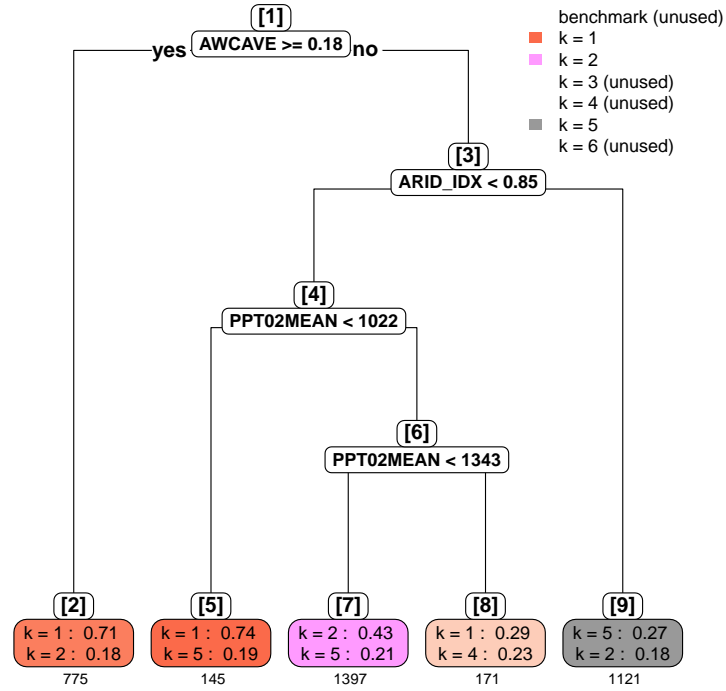 [1]
yes AWCAVE >= 0.18 no
benchmark (unused)
k = 1
k = 2
k = 3 (unused)
k = 4 (unused)
k = 5
k = 6 (unused)
[3]
ARID_IDX < 0.85
[4]
PPT02MEAN < 1022
[6]
PPT02MEAN < 1343
[2]
k = 1 : 0.71
k = 2 : 0.18
775
[5]
k = 1 : 0.74
k = 5 : 0.19
145
[7]
k = 2 : 0.43
k = 5 : 0.21
1397
[8]
k = 1 : 0.29
k = 4 : 0.23
171
[9]
k = 5 : 0.27
k = 2 : 0.18
1121